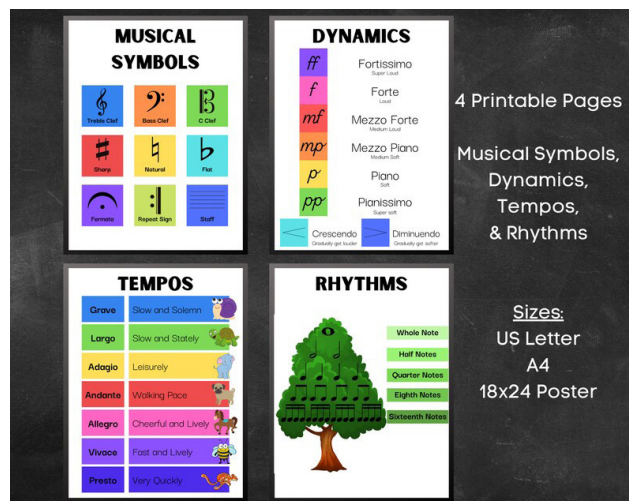 MUSICAL
SYMBOLS
Treble Clef
Bass Clef
C Clef
Sharp
Natural
Flat
Fermata
Repeat Sign
Staff
DYNAMICS
ff
Fortissimo
Super Loud
f
Forte
Loud
mf
Mezzo Forte
Medium Loud
mp
Mezzo Piano
Medium Soft
p
Piano
Soft
pp
Pianissimo
Super soft
Crescendo
Gradually get louder
Diminuendo
Gradually get softer
4 Printable Pages
Musical Symbols,
Dynamics,
Tempos,
& Rhythms
TEMPOS
Grave
Slow and Solemn
Largo
Slow and Stately
Adagio
Leisurely
Andante
Walking Pace
Allegro
Cheerful and Lively
Vivace
Fast and Lively
Presto
Very Quickly
RHYTHMS
Whole Note
Half Notes
Quarter Notes
Eighth Notes
Sixteenth Notes
Sizes:
US Letter
A4
18x24 Poster